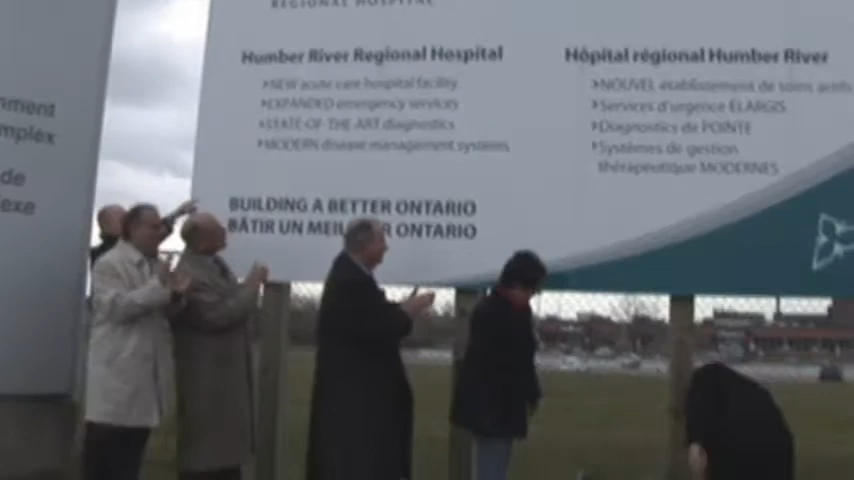 REGIONAL HOSPITAL
Humber River Regional Hospital
NEW acute care hospital facility
EXPANDED emergency services
STATE-OF-THE-ART diagnostics
MODERN disease management systems
BUILDING A BETTER ONTARIO
BÂTIR UN MEILLEUR ONTARIO
Hôpital régional Humber River
NOUVEL établissement de soins actifs
Services d'urgence ÉLARGIS
Diagnostics de POINTE
Systèmes de gestion
thérapeutique MODERNES
nment
mplex
de
exe